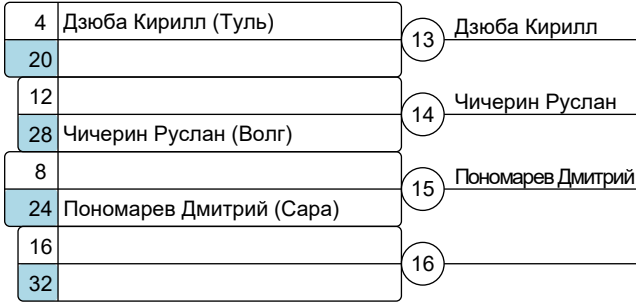 4 Дзюба Кирилл (Туль)
13 Дзюба Кирилл
20
12
14 Чичерин Руслан
28 Чичерин Руслан (Волг)
8
15 Пономарев Дмитрий
24 Пономарев Дмитрий (Сара)
16
16
32